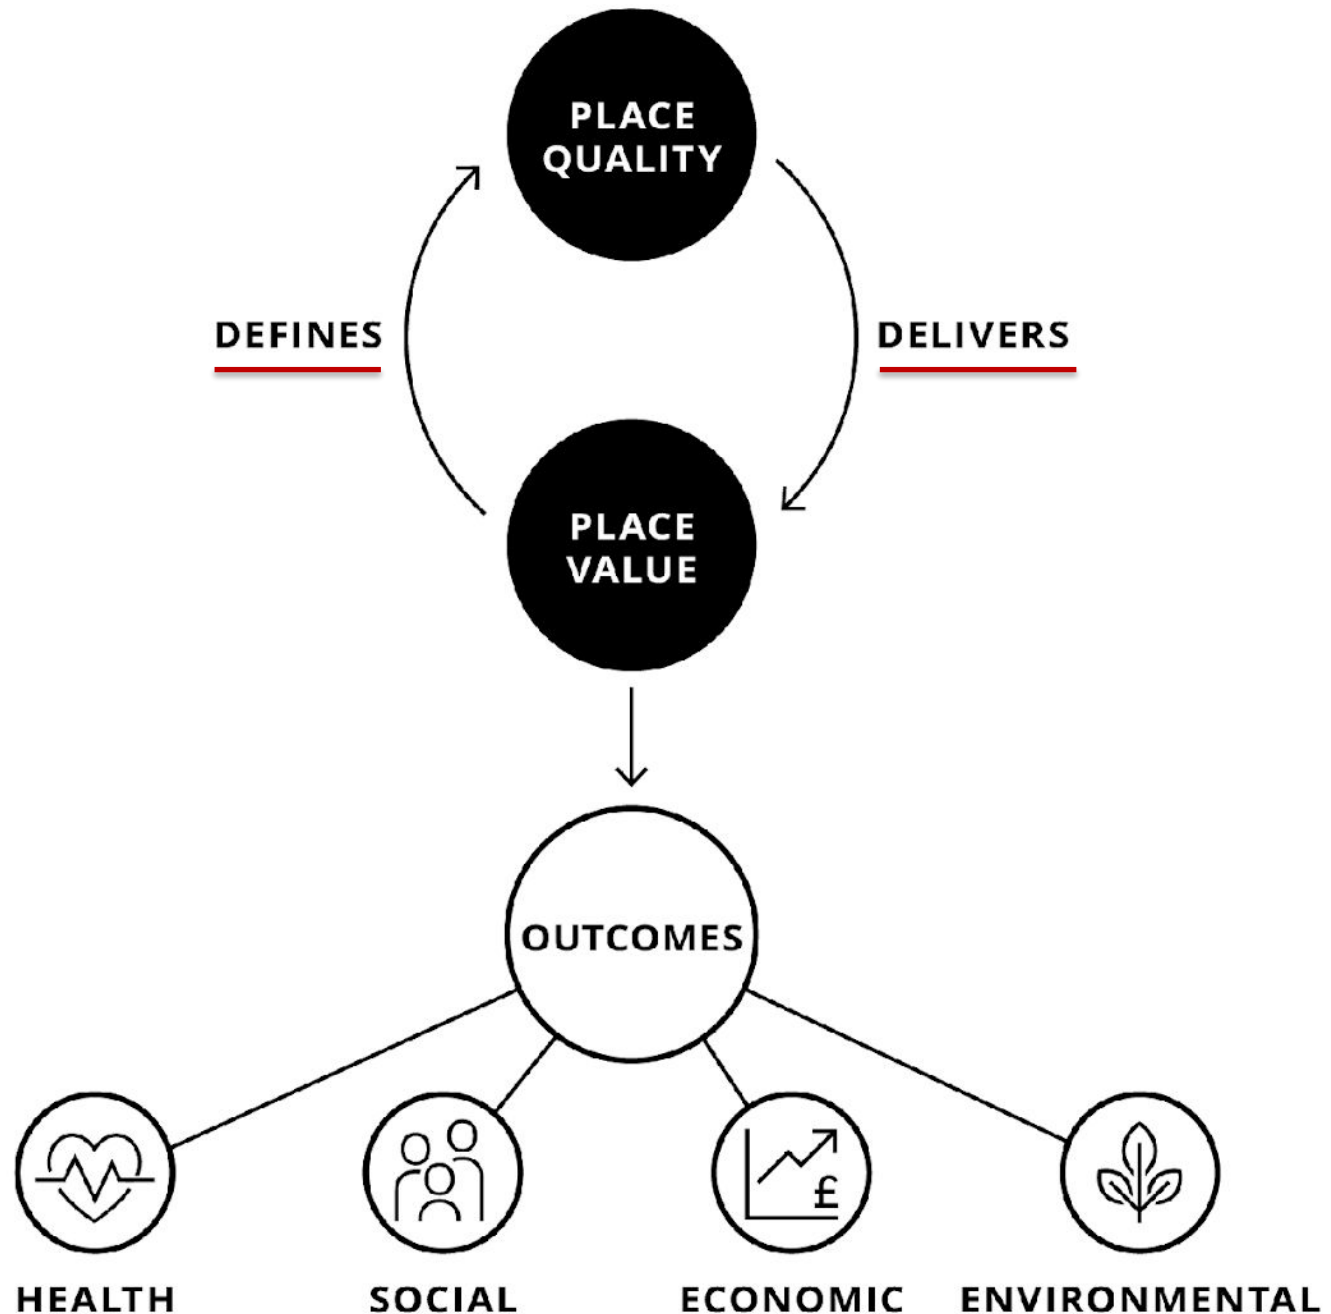 PLACE
QUALITY
DEFINES
DELIVERS
PLACE
VALUE
OUTCOMES
£
HEALTH
SOCIAL
ECONOMIC
ENVIRONMENTAL